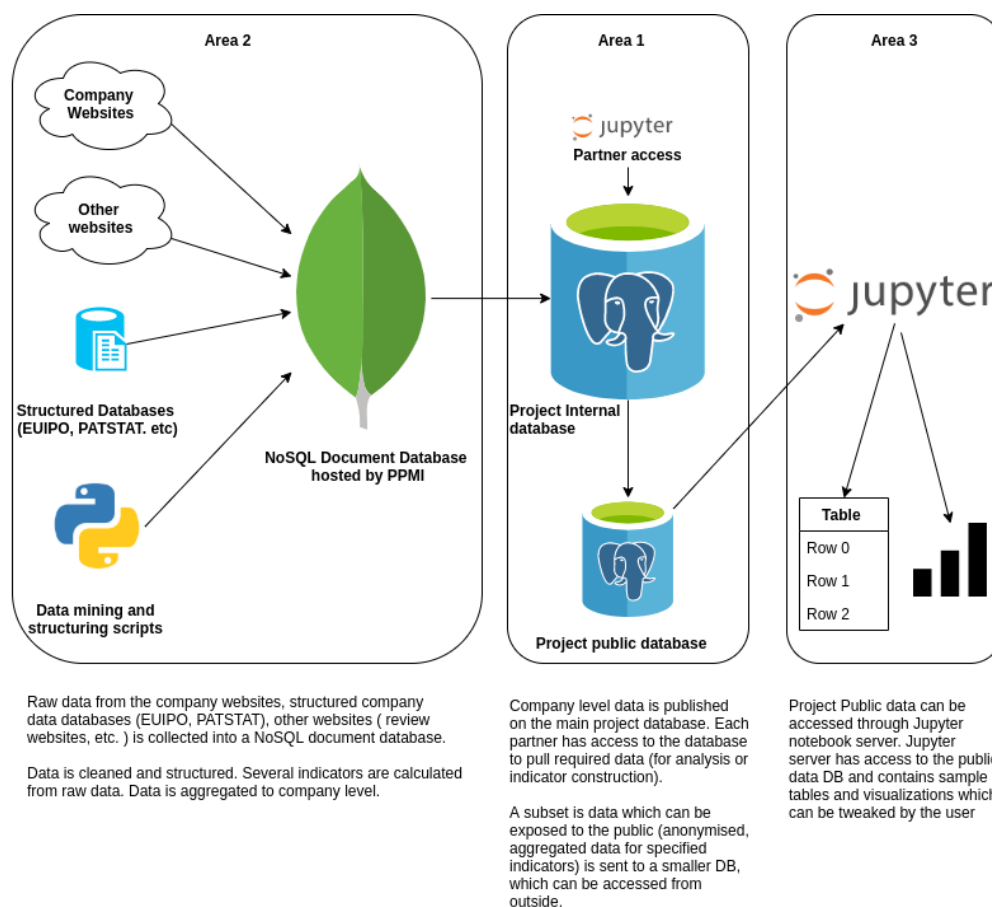 Area 2
Company
Websites
Other
websites
Structured Databases
(EUIPO, PATSTAT. etc)
NoSQL Document Database
hosted by PPMI
Data mining and
structuring scripts
Raw data from the company websites, structured company
data databases (EUIPO, PATSTAT), other websites ( review
websites, etc. ) is collected into a NoSQL document database.
Data is cleaned and structured. Several indicators are calculated
from raw data. Data is aggregated to company level.
Area 1
jupyter
Partner access
Project Internal
database
Project public database
Company level data is published
on the main project database. Each
partner has access to the database
to pull required data (for analysis or
indicator construction).
A subset is data which can be
exposed to the public (anonymised,
aggregated data for specified
indicators) is sent to a smaller DB,
which can be accessed from
outside.
Area 3
jupyter
Table
Row 0
Row 1
Row 2
Project Public data can be
accessed through Jupyter
notebook server. Jupyter
server has access to the public
data DB and contains sample
tables and visualizations which
can be tweaked by the user